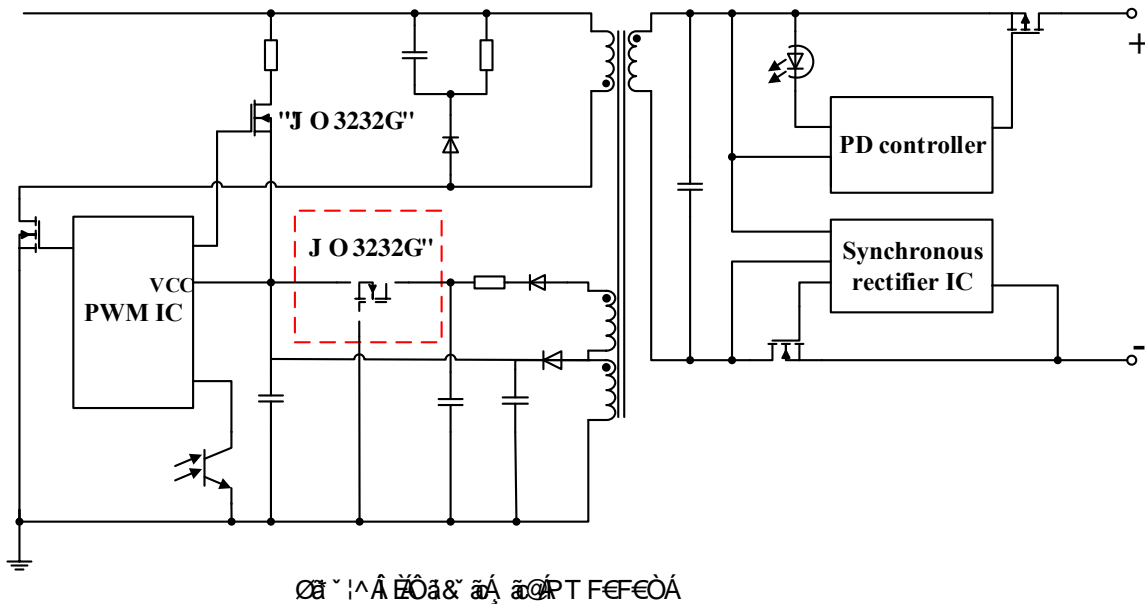 "J O 3232G"
+
PD controller
J O 3232G"
VCC
PWM IC
Synchronous
rectifier IC
-